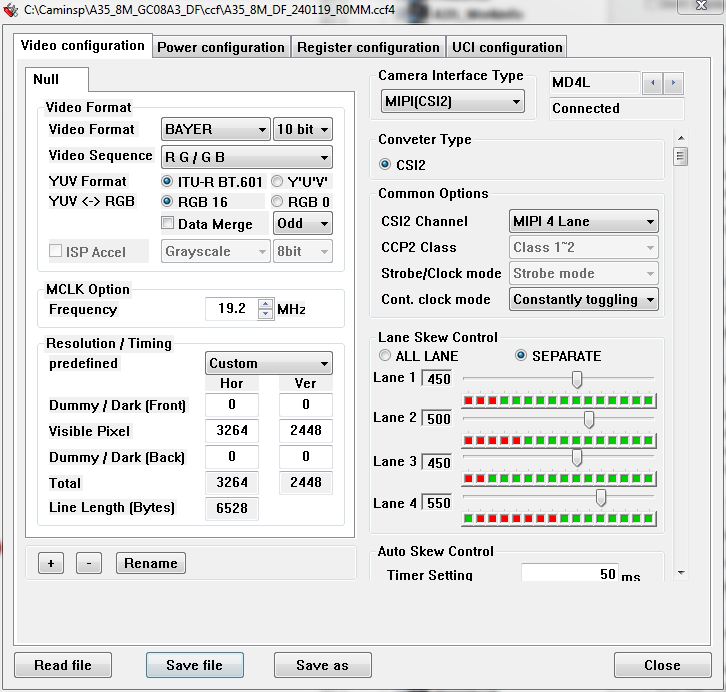 C:\Caminsp\A35_8M_GC08A3_DF\ccf\A35_8M_DF_240119_R0MM.ccf4
Video configuration Power configuration Register configuration UCI configuration
Null
Video Format
Video Format BAYER 10 bit
Video Sequence R G / G B
YUV Format ITU-R BT.601 Y'U'V'
YUV <-> RGB RGB 16 RGB 0
Data Merge Odd
ISP Accel Grayscale 8bit
MCLK Option
Frequency 19.2 MHz
Resolution / Timing
predefined Custom
Hor Ver
Dummy / Dark (Front) 0 0
Visible Pixel 3264 2448
Dummy / Dark (Back) 0 0
Total 3264 2448
Line Length (Bytes) 6528
+ - Rename
Camera Interface Type
MIPI(CSI2)
MD4L
Connected
Conveter Type
CSI2
Common Options
CSI2 Channel MIPI 4 Lane
CCP2 Class Class 1~2
Strobe/Clock mode Strobe mode
Cont. clock mode Constantly toggling
Lane Skew Control
ALL LANE SEPARATE
Lane 1 450
Lane 2 500
Lane 3 450
Lane 4 550
Auto Skew Control
Timer Setting 50 ms
Read file Save file Save as Close